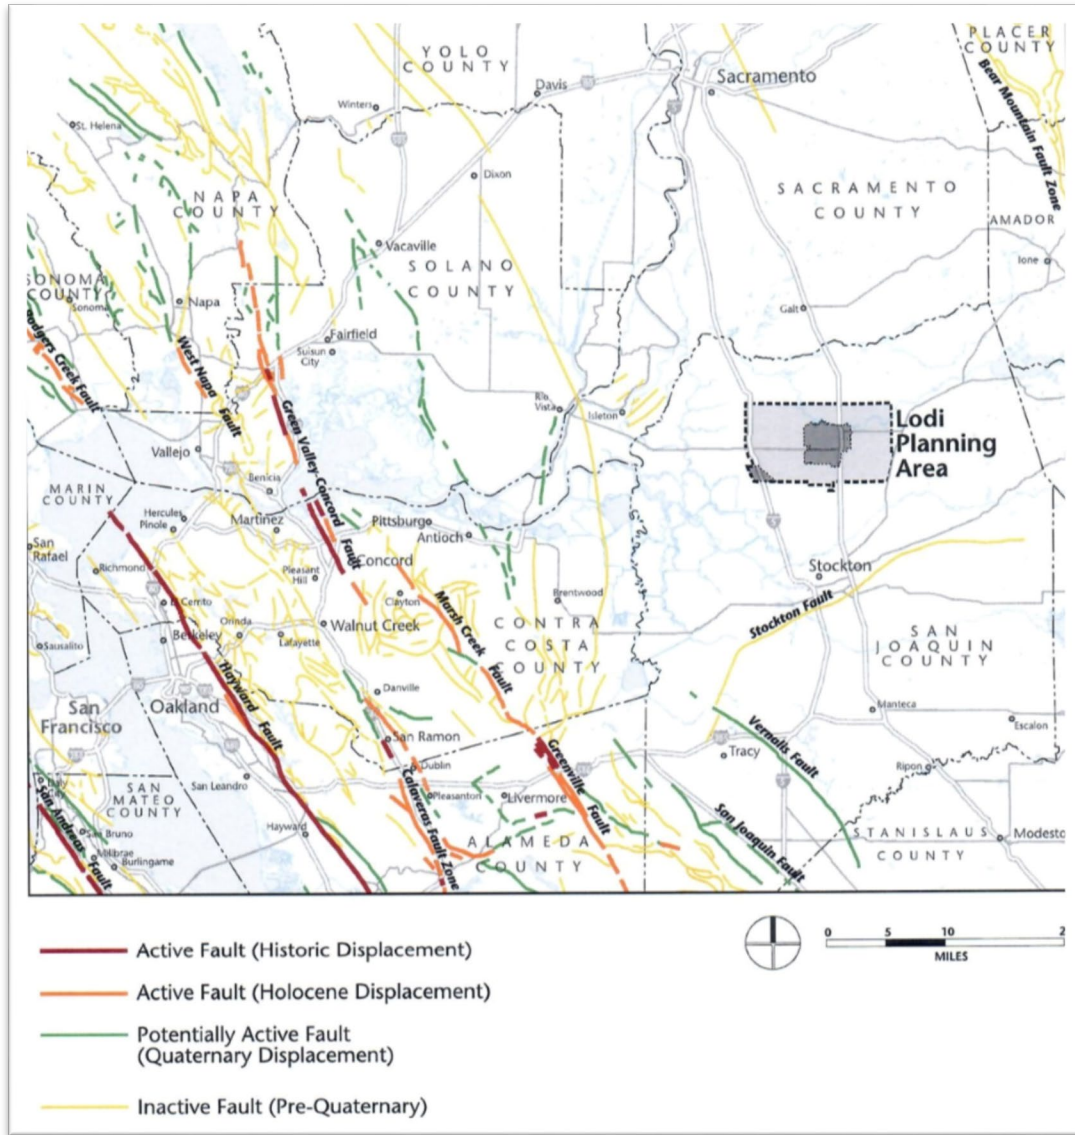 YOLO
COUNTY
PLACER
COUNTY
Bear Mountain Fault Zone
Davis
Sacramento
Winters
St. Helena
Dixon
NAPA
COUNTY
SACRAMENTO
COUNTY
AMADOR
Vacaville
SOLANO
COUNTY
Ione
SONOMA
COUNTY
Sonoma
Napa
Galt
Rodgers Creek Fault
West Napa Fault
Fairfield
Suisun
City
Green Valley-Concord Fault
Rio
Vista
Isleton
Lodi
Planning
Area
Vallejo
Benicia
MARIN
COUNTY
Hercules
Pinole
Martinez
Pittsburg
Antioch
San
Rafael
Richmond
Pleasant
Hill
Concord
Stockton
Clayton
Brentwood
Marsh Creek Fault
El Cerrito
Orinda
Walnut Creek
Berkeley
Lafayette
CONTRA
COSTA
COUNTY
Stockton Fault
SAN
JOAQUIN
COUNTY
Sausalito
Hayward Fault
San
Francisco
Oakland
Danville
San Ramon
Manteca
Escalon
Vernalis Fault
Tracy
Greenville Fault
Dublin
Ripon
Daly
San Leandro
Calaveras Fault Zone
Pleasanton
Livermore
SAN
MATEO
COUNTY
San Andreas Fault
San Bruno
Millbrae
Burlingame
Hayward
ALAMEDA
COUNTY
San Joaquin Fault
STANISLAUS
COUNTY
Modesto
Active Fault (Historic Displacement)
Active Fault (Holocene Displacement)
Potentially Active Fault
(Quaternary Displacement)
Inactive Fault (Pre-Quaternary)
0 5 10 2
MILES